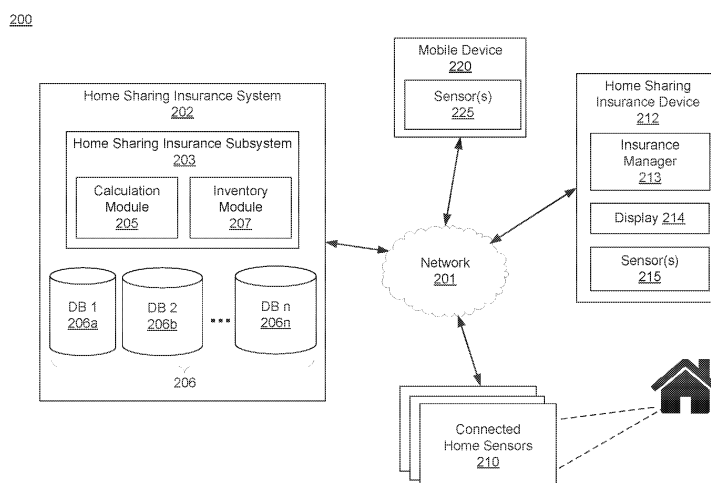 200
Home Sharing Insurance System
202
Home Sharing Insurance Subsystem
203
Calculation
Module
205
Inventory
Module
207
DB 1
206a
DB 2
206b
...
DB n
206n
206
Mobile Device
220
Sensor(s)
225
Network
201
Home Sharing
Insurance Device
212
Insurance
Manager
213
Display 214
Sensor(s)
215
Connected
Home Sensors
210